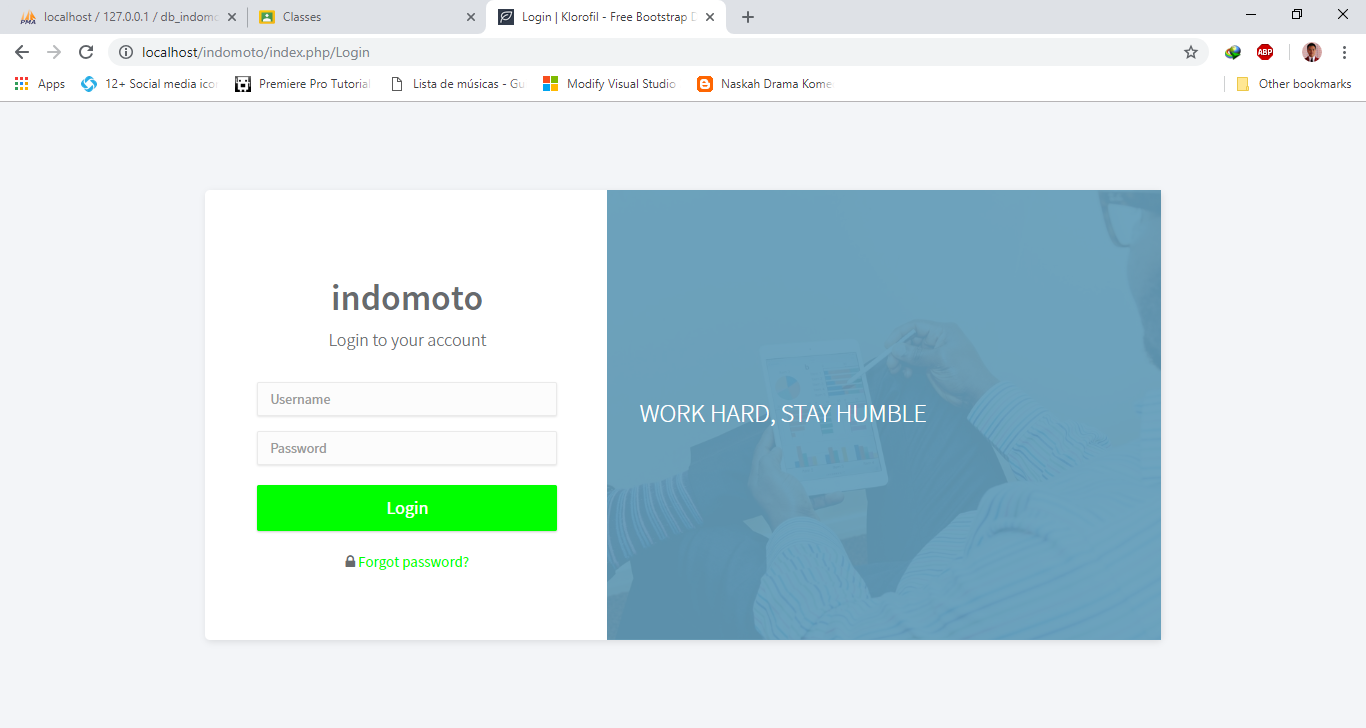 localhost / 127.0.0.1 / db_indomo
Classes
Login | Klorofil - Free Bootstrap D
localhost/indomoto/index.php/Login
ABP
Apps
12+ Social media icon
Premiere Pro Tutorial
Lista de músicas - Gu
Modify Visual Studio
Naskah Drama Kome
Other bookmarks
indomoto
Login to your account
WORK HARD, STAY HUMBLE
Username
Password
Login
Forgot password?